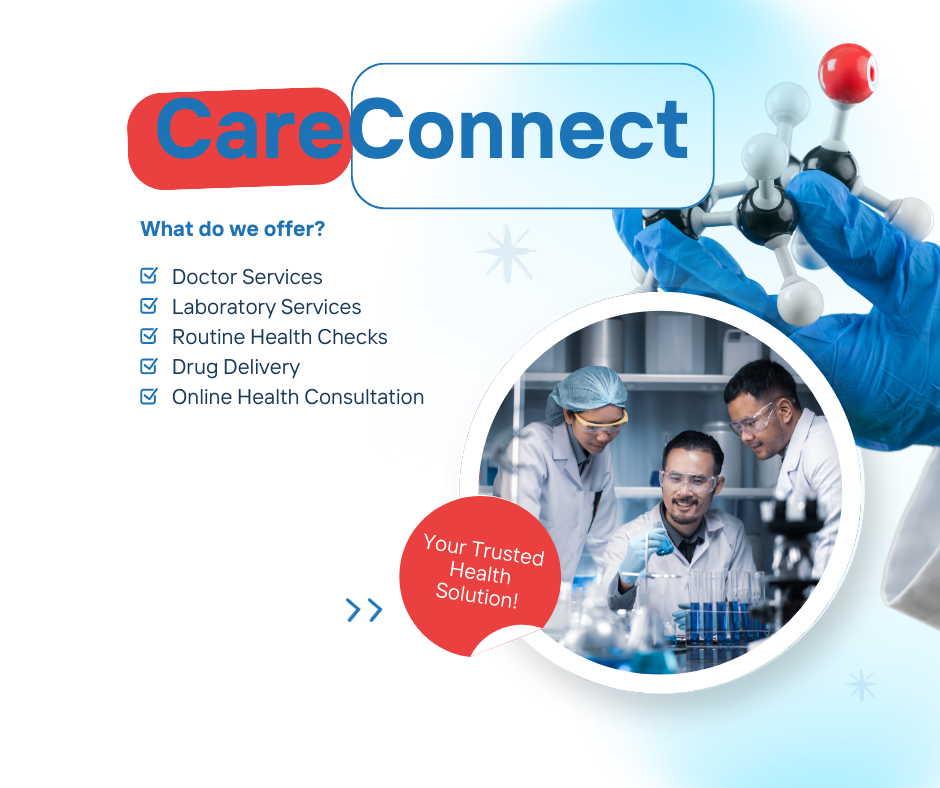 CareConnect
What do we offer?
Doctor Services
Laboratory Services
Routine Health Checks
Drug Delivery
Online Health Consultation
Your Trusted
Health
Solution!